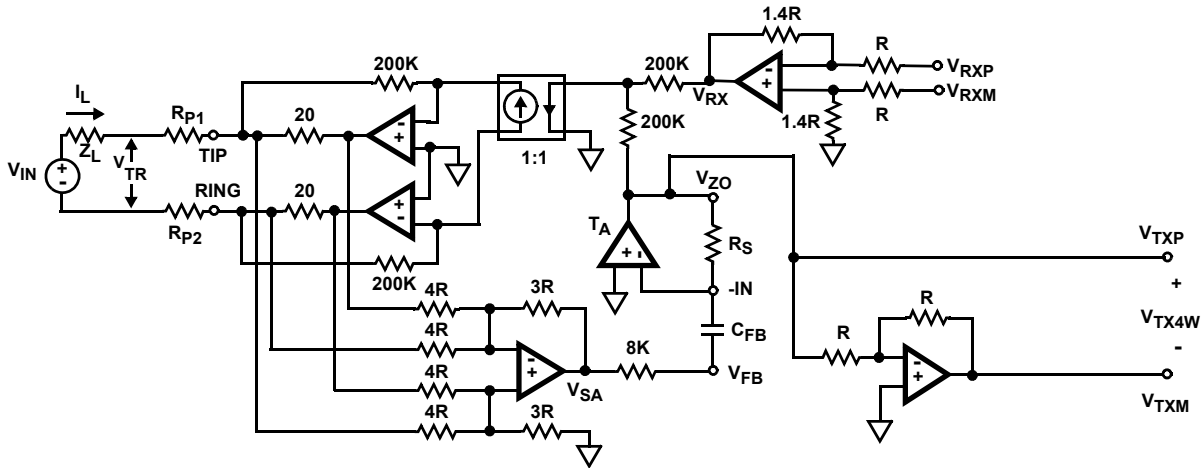 1.4R
R
V_RXP
200K
200K
V_RX
V_RXM
R
I_L
R_P1
20
1.4R
200K
Z_L
TIP
1:1
V_IN
V_TR
RING
20
V_ZO
R_P2
T_A
R_S
V_TXP
200K
-IN
+
4R
3R
R
V_TX4W
C_FB
R
-
4R
8K
V_SA
V_FB
4R
V_TXM
4R
3R